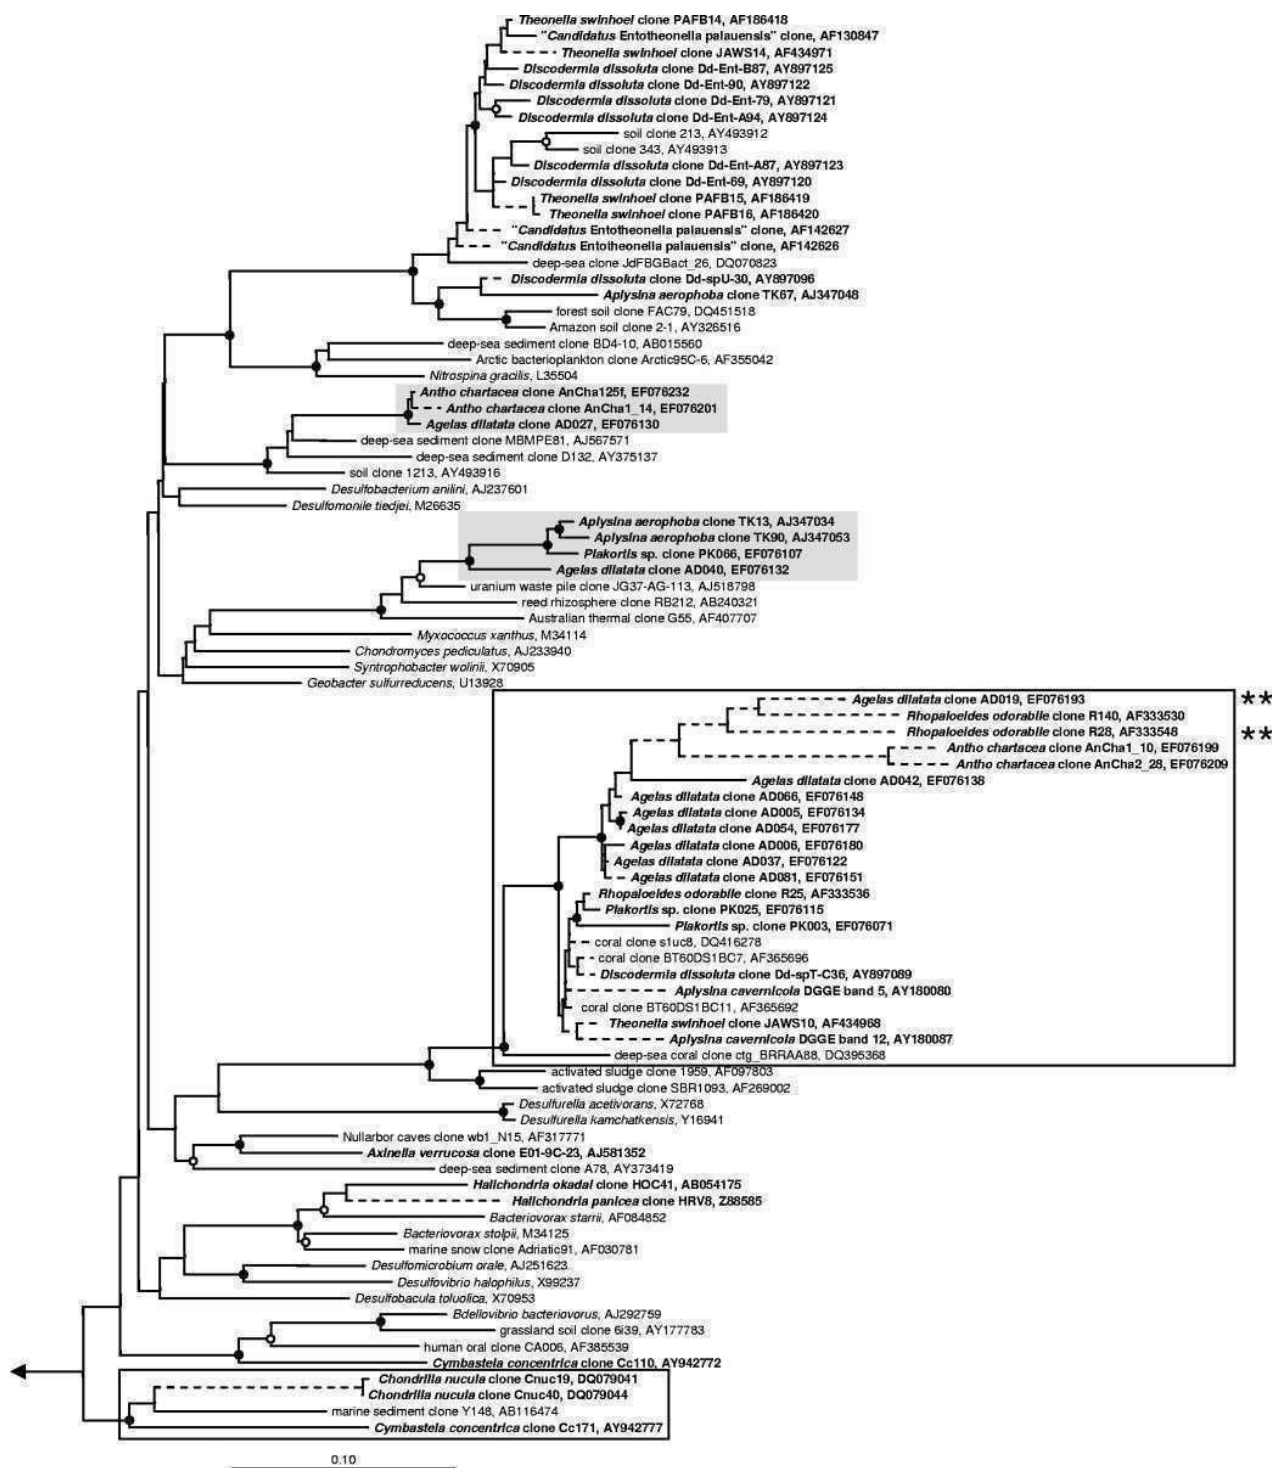 Theonella swinhoei clone PAFB14, AF186418
"Candidatus Entotheonella palauensis" clone, AF130847
Theonella swinhoei clone JAWS14, AF434971
Discodermia dissoluta clone Dd-Ent-B87, AY897125
Discodermia dissoluta clone Dd-Ent-90, AY897122
Discodermia dissoluta clone Dd-Ent-79, AY897121
Discodermia dissoluta clone Dd-Ent-A94, AY897124
soil clone 213, AY493912
soil clone 343, AY493913
Discodermia dissoluta clone Dd-Ent-A87, AY897123
Discodermia dissoluta clone Dd-Ent-69, AY897120
Theonella swinhoei clone PAFB15, AF186419
Theonella swinhoei clone PAFB16, AF186420
"Candidatus Entotheonella palauensis" clone, AF142627
"Candidatus Entotheonella palauensis" clone, AF142626
deep-sea clone JdFBGBact_26, DQ070823
Discodermia dissoluta clone Dd-spU-30, AY897096
Aplysina aerophoba clone TK67, AJ347048
forest soil clone FAC79, DQ451518
Amazon soil clone 2-1, AY326516
deep-sea sediment clone BD4-10, AB015560
Arctic bacterioplankton clone Arctic95C-6, AF355042
Nitrospina gracilis, L35504
Antho chartacea clone AnCha125f, EF076232
Antho chartacea clone AnCha1_14, EF076201
Agelas dilatata clone AD027, EF076130
deep-sea sediment clone MBMPE81, AJ567571
deep-sea sediment clone D132, AY375137
soil clone 1213, AY493916
Desulfobacterium anilini, AJ237601
Desulfomonile tiedjei, M26635
Aplysina aerophoba clone TK13, AJ347034
Aplysina aerophoba clone TK90, AJ347053
Plakortis sp. clone PK066, EF076107
Agelas dilatata clone AD040, EF076132
uranium waste pile clone JG37-AG-113, AJ518798
reed rhizosphere clone RB212, AB240321
Australian thermal clone G55, AF407707
Myxococcus xanthus, M34114
Chondromyces pediculatus, AJ233940
Syntrophobacter wolinii, X70905
Geobacter sulfurreducens, U13928
Agelas dilatata clone AD019, EF076193 **
Rhopaloeides odorabile clone R140, AF333530
Rhopaloeides odorabile clone R28, AF333548 **
Antho chartacea clone AnCha1_10, EF076199
Antho chartacea clone AnCha2_28, EF076209
Agelas dilatata clone AD042, EF076138
Agelas dilatata clone AD066, EF076148
Agelas dilatata clone AD005, EF076134
Agelas dilatata clone AD054, EF076177
Agelas dilatata clone AD006, EF076180
Agelas dilatata clone AD037, EF076122
Agelas dilatata clone AD081, EF076151
Rhopaloeides odorabile clone R25, AF333536
Plakortis sp. clone PK025, EF076115
Plakortis sp. clone PK003, EF076071
coral clone s1uc8, DQ416278
coral clone BT60DS1BC7, AF365696
Discodermia dissoluta clone Dd-spT-C36, AY897089
Aplysina cavernicola DGGE band 5, AY180080
coral clone BT60DS1BC11, AF365692
Theonella swinhoei clone JAWS10, AF434968
Aplysina cavernicola DGGE band 12, AY180087
deep-sea coral clone ctg_BRRAA88, DQ395368
activated sludge clone 1959, AF097803
activated sludge clone SBR1093, AF269002
Desulfurella acetivorans, X72768
Desulfurella kamchatkensis, Y16941
Nullarbor caves clone wb1_N15, AF317771
Axinella verrucosa clone E01-9C-23, AJ581352
deep-sea sediment clone A78, AY373419
Halichondria okadai clone HOC41, AB054175
Halichondria panicea clone HRV8, Z88585
Bacteriovorax starrii, AF084852
Bacteriovorax stolpii, M34125
marine snow clone Adriatic91, AF030781
Desulfomicrobium orale, AJ251623
Desulfovibrio halophilus, X99237
Desulfobacula toluolica, X70953
Bdellovibrio bacteriovorus, AJ292759
grassland soil clone 6i39, AY177783
human oral clone CA006, AF385539
Cymbastela concentrica clone Cc110, AY942772
Chondrilla nucula clone Cnuc19, DQ079041
Chondrilla nucula clone Cnuc40, DQ079044
marine sediment clone Y148, AB116474
Cymbastela concentrica clone Cc171, AY942777
0.10